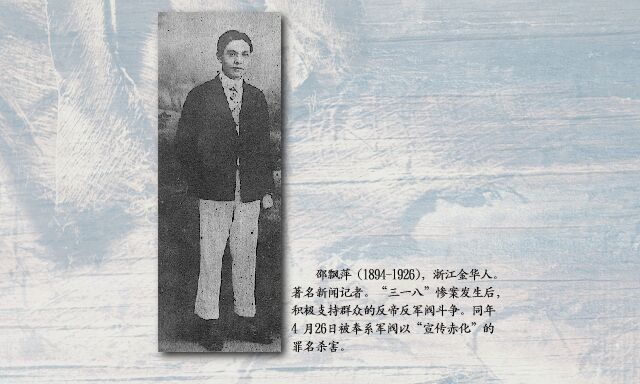 邵飘萍（1894-1926），浙江金华人。
著名新闻记者。“三一八”惨案发生后，
积极支持群众的反帝反军阀斗争。同年
4 月26日被奉系军阀以“宣传赤化”的
罪名杀害。